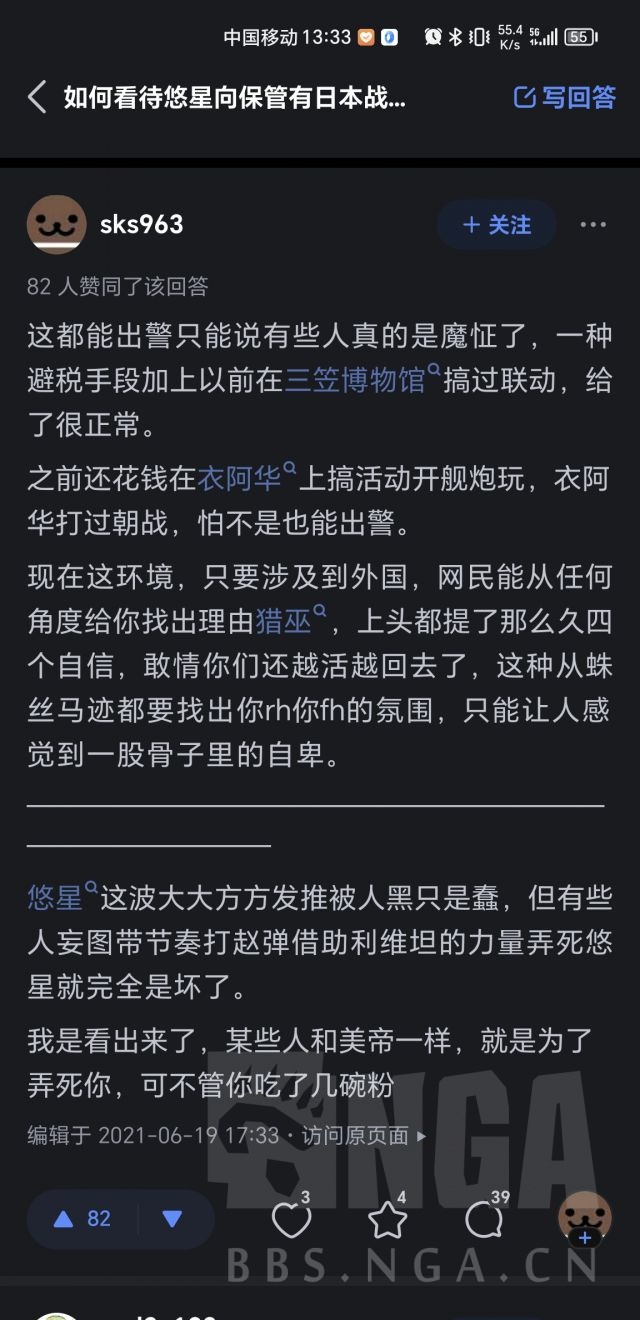 中国移动 13:33 55.4 K/s 5G 55
如何看待悠星向保管有日本战... 写回答
sks963 + 关注
82 人赞同了该回答
这都能出警只能说有些人真的是魔怔了，一种
避税手段加上以前在三笠博物馆搞过联动，给
了很正常。
之前还花钱在衣阿华上搞活动开舰炮玩，衣阿
华打过朝战，怕不是也能出警。
现在这环境，只要涉及到外国，网民能从任何
角度给你找出理由猎巫，上头都提了那么久四
个自信，敢情你们还越活越回去了，这种从蛛
丝马迹都要找出你rh你fh的氛围，只能让人感
觉到一股骨子里的自卑。
悠星这波大大方方发推被人黑只是蠢，但有些
人妄图带节奏打赵弹借助利维坦的力量弄死悠
星就完全是坏了。
我是看出来了，某些人和美帝一样，就是为了
弄死你，可不管你吃了几碗粉
编辑于 2021-06-19 17:33 · 访问原页面
NGA
82 3 4 39
BBS.NGA.CN